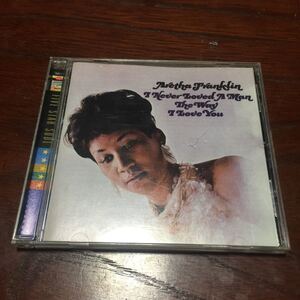 Aretha Franklin
I Never Loved A Man
The Way
I Love You